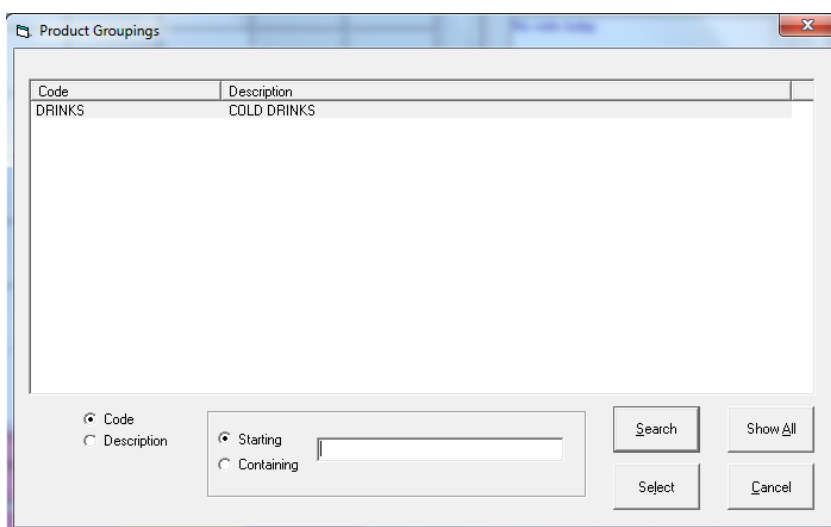 Product Groupings
Code Description
DRINKS COLD DRINKS
Code
Description
Starting
Containing
Search
Show All
Select
Cancel